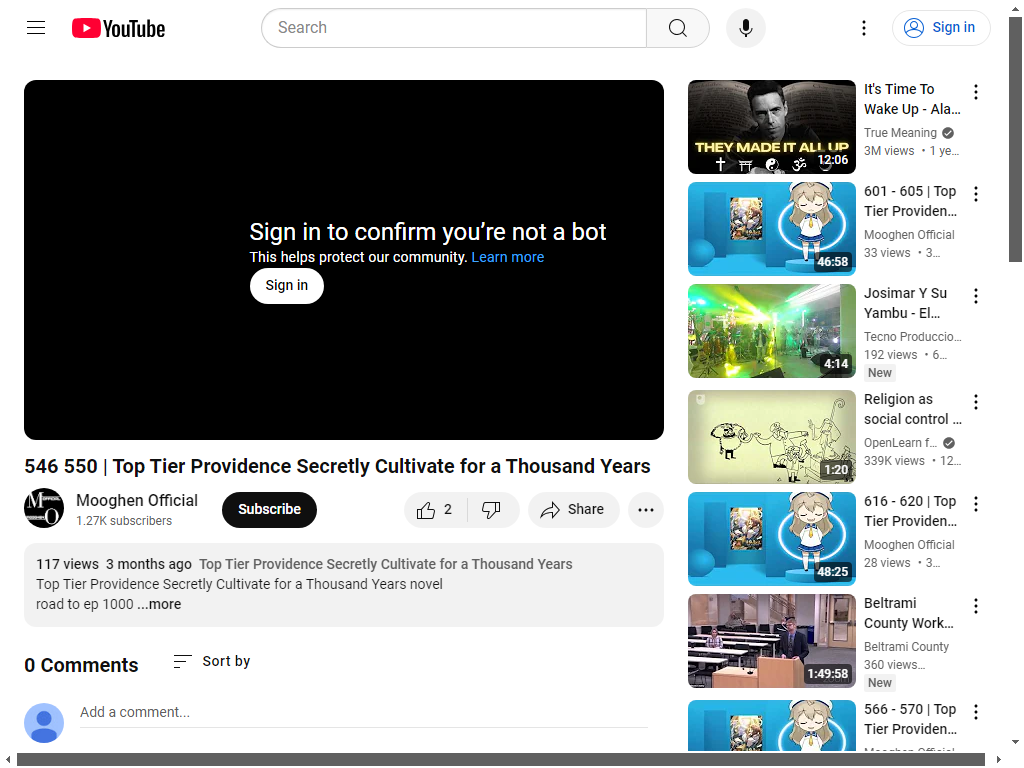 YouTube
Search
Sign in
Sign in to confirm you're not a bot
This helps protect our community. Learn more
Sign in
546 550 | Top Tier Providence Secretly Cultivate for a Thousand Years
Mooghen Official
1.27K subscribers
Subscribe
2
Share
117 views 3 months ago Top Tier Providence Secretly Cultivate for a Thousand Years
Top Tier Providence Secretly Cultivate for a Thousand Years novel
road to ep 1000 ...more
0 Comments
Sort by
Add a comment...
THEY MADE IT ALL UP
12:06
It's Time To
Wake Up - Ala...
True Meaning
3M views • 1 ye...
46:58
601 - 605 | Top
Tier Providen...
Mooghen Official
33 views • 3...
4:14
Josimar Y Su
Yambu - El...
Tecno Produccio...
192 views • 6...
New
1:20
Religion as
social control ...
OpenLearn f...
339K views • 12...
48:25
616 - 620 | Top
Tier Providen...
Mooghen Official
28 views • 3...
1:49:58
Beltrami
County Work...
Beltrami County
360 views...
New
566 - 570 | Top
Tier Providen...
Mooghen Official